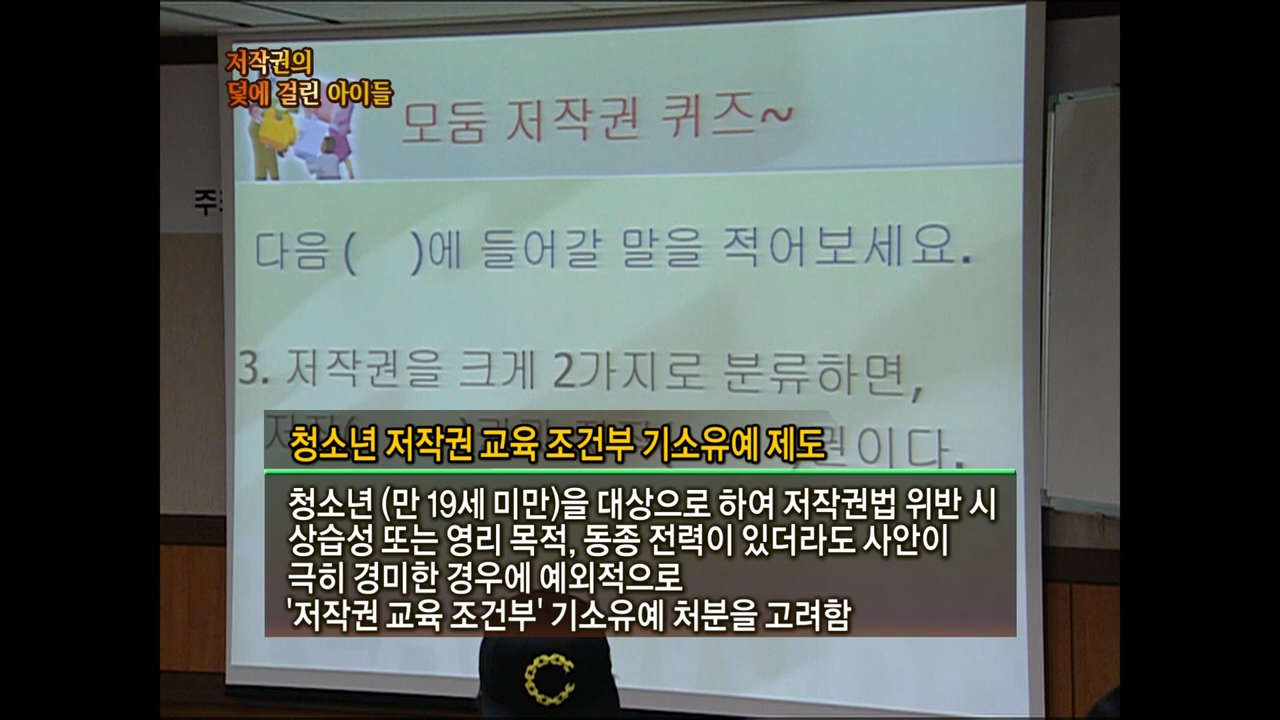 저작권의
덫에 걸린 아이들
모둠 저작권 퀴즈~
주
다음 ( )에 들어갈 말을 적어보세요.
3. 저작권을 크게 2가지로 분류하면,
권이다.
청소년 저작권 교육 조건부 기소유예 제도
청소년 (만 19세 미만)을 대상으로 하여 저작권법 위반 시
상습성 또는 영리 목적, 동종 전력이 있더라도 사안이
극히 경미한 경우에 예외적으로
'저작권 교육 조건부' 기소유예 처분을 고려함